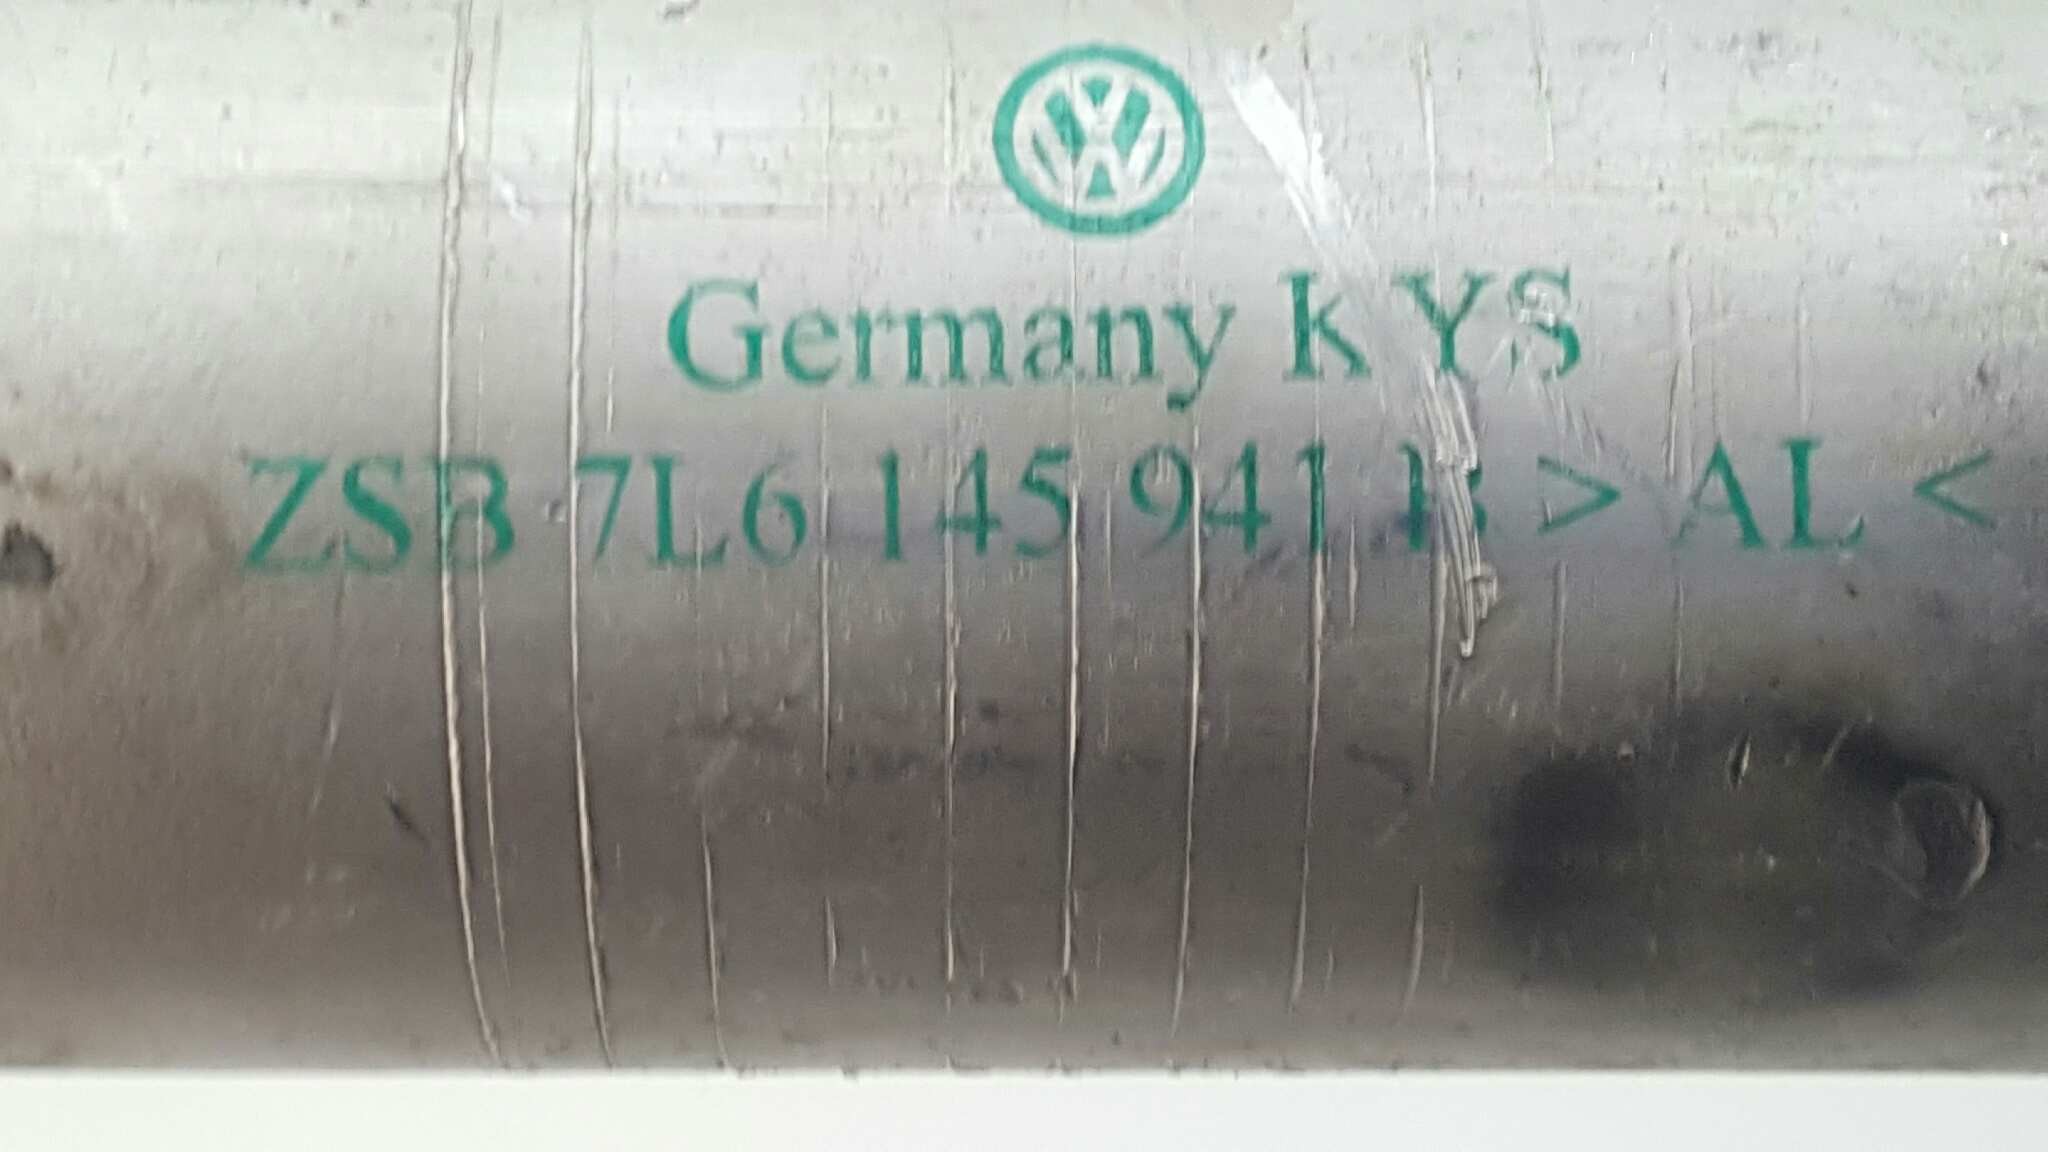 Germany KYS
ZSB 7L6 145 941 B > AL <